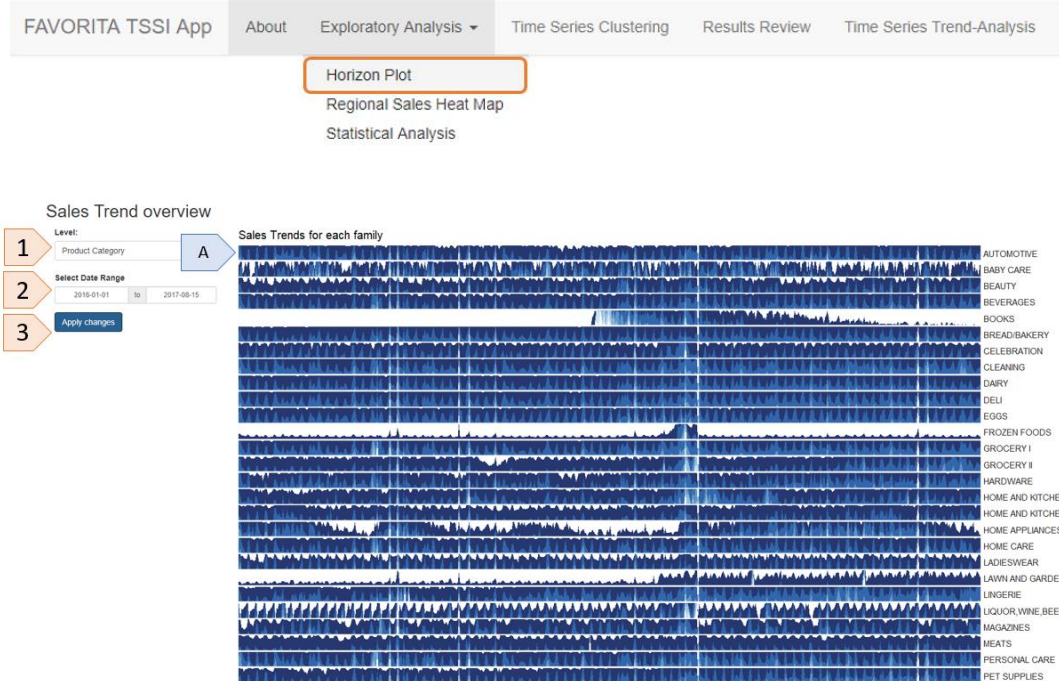 FAVORITA TSSI App About Exploratory Analysis Time Series Clustering Results Review Time Series Trend-Analysis
Horizon Plot
Regional Sales Heat Map
Statistical Analysis
Sales Trend overview
1
Level:
Product Category
2
Select Date Range
2016-01-01 to 2017-08-15
3
Apply changes
A
Sales Trends for each family
AUTOMOTIVE
BABY CARE
BEAUTY
BEVERAGES
BOOKS
BREAD/BAKERY
CELEBRATION
CLEANING
DAIRY
DELI
EGGS
FROZEN FOODS
GROCERY I
GROCERY II
HARDWARE
HOME AND KITCHE
HOME AND KITCHE
HOME APPLIANCES
HOME CARE
LADIESWEAR
LAWN AND GARDE
LINGERIE
LIQUOR,WINE,BEE
MAGAZINES
MEATS
PERSONAL CARE
PET SUPPLIES